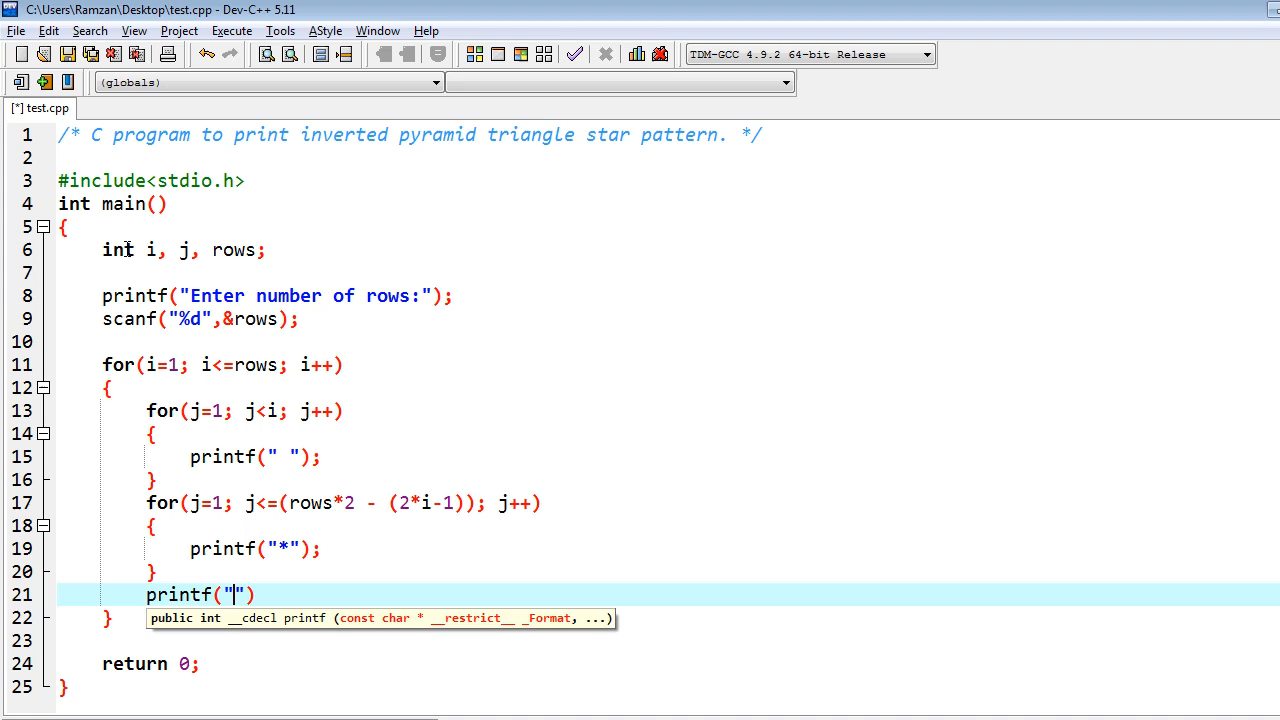 C:\Users\Ramzan\Desktop\test.cpp - Dev-C++ 5.11
File Edit Search View Project Execute Tools AStyle Window Help
TDM-GCC 4.9.2 64-bit Release
(globals)
[*] test.cpp
1 /* C program to print inverted pyramid triangle star pattern. */
2
3 #include<stdio.h>
4 int main()
5 {
6 int i, j, rows;
7
8 printf("Enter number of rows:");
9 scanf("%d",&rows);
10
11 for(i=1; i<=rows; i++)
12 {
13 for(j=1; j<i; j++)
14 {
15 printf(" ");
16 }
17 for(j=1; j<=(rows*2 - (2*i-1)); j++)
18 {
19 printf("*");
20 }
21 printf("")
22 }
public int __cdecl printf (const char * __restrict__ _Format, ...)
23
24 return 0;
25 }